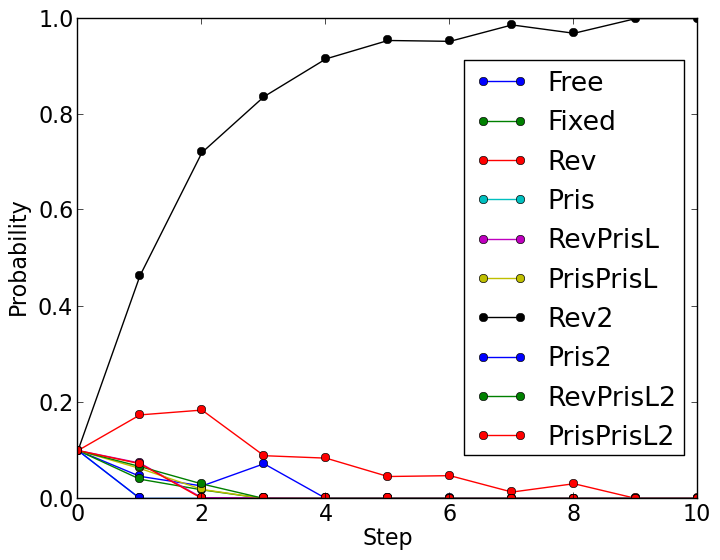 1.0
0.8
0.6
0.4
0.2
0.0
Probability
0 2 4 6 8 10
Step
Free
Fixed
Rev
Pris
RevPrisL
PrisPrisL
Rev2
Pris2
RevPrisL2
PrisPrisL2